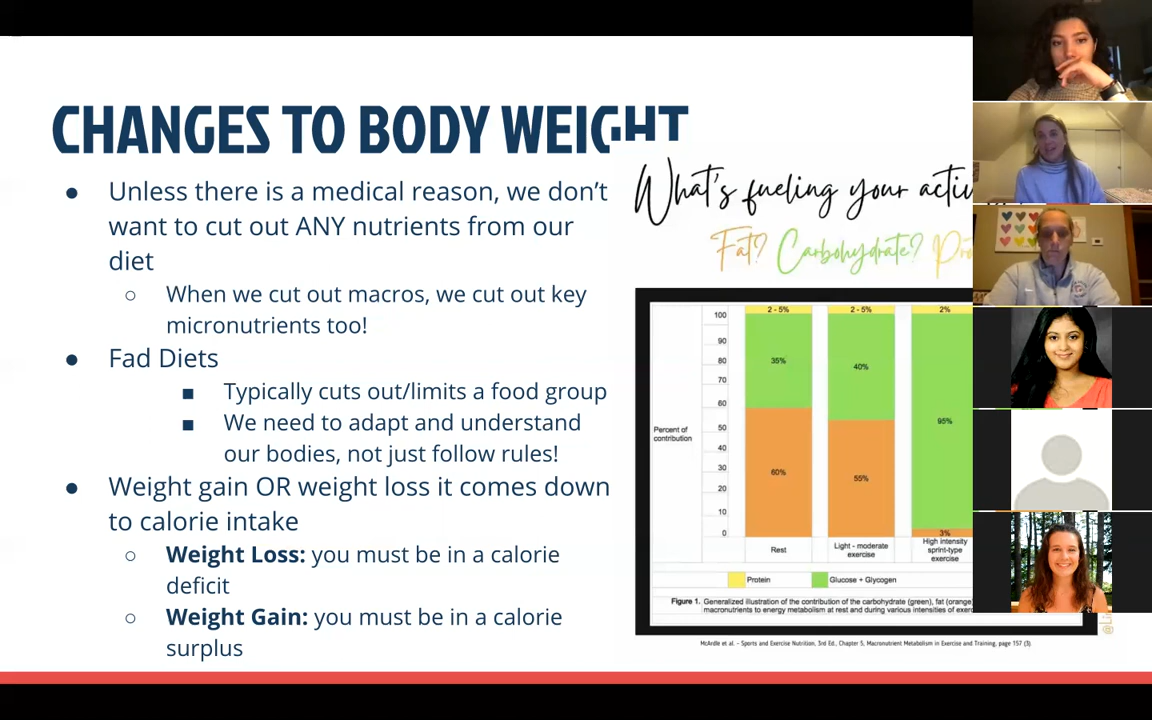 CHANGES TO BODY WEIGHT
● Unless there is a medical reason, we don't
want to cut out ANY nutrients from our
diet
○ When we cut out macros, we cut out key
micronutrients too!
● Fad Diets
■ Typically cuts out/limits a food group
■ We need to adapt and understand
our bodies, not just follow rules!
● Weight gain OR weight loss it comes down
to calorie intake
○ Weight Loss: you must be in a calorie
deficit
○ Weight Gain: you must be in a calorie
surplus
What's fueling your
Fat? Carbohydrate?
100
90
80
70
60
50
40
30
20
10
0
Percent of
contribution
2 - 5%
35%
60%
Rest
2 - 5%
40%
55%
Light - moderate
exercise
2%
95%
3%
High intensity
sprint-type
exercise
Protein
Glucose + Glycogen
Figure 1. Generalized illustration of the contribution of the carbohydrate (green), fat (orange)
macronutrients to energy metabolism at rest and during various intensities of
McArdle et al. - Sports and Exercise Nutrition, 3rd Ed., Chapter 5, Macronutrient Metabolism in Exercise and Training, page 157 (3)